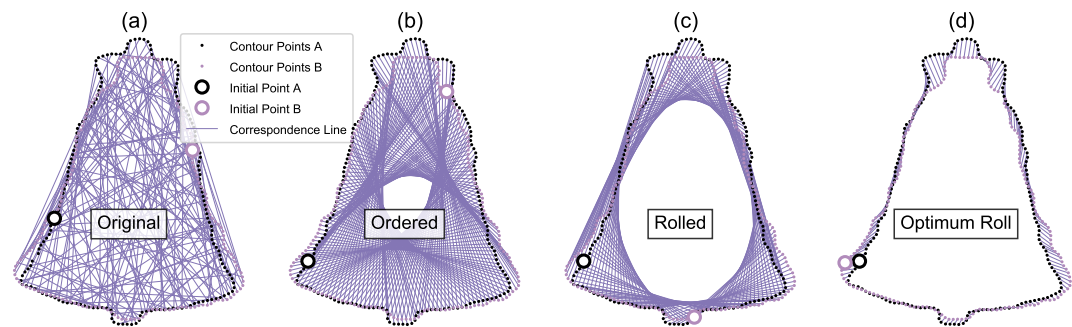 (a)
(b)
(c)
(d)
Contour Points A
Contour Points B
Initial Point A
Initial Point B
Correspondence Line
Original
Ordered
Rolled
Optimum Roll